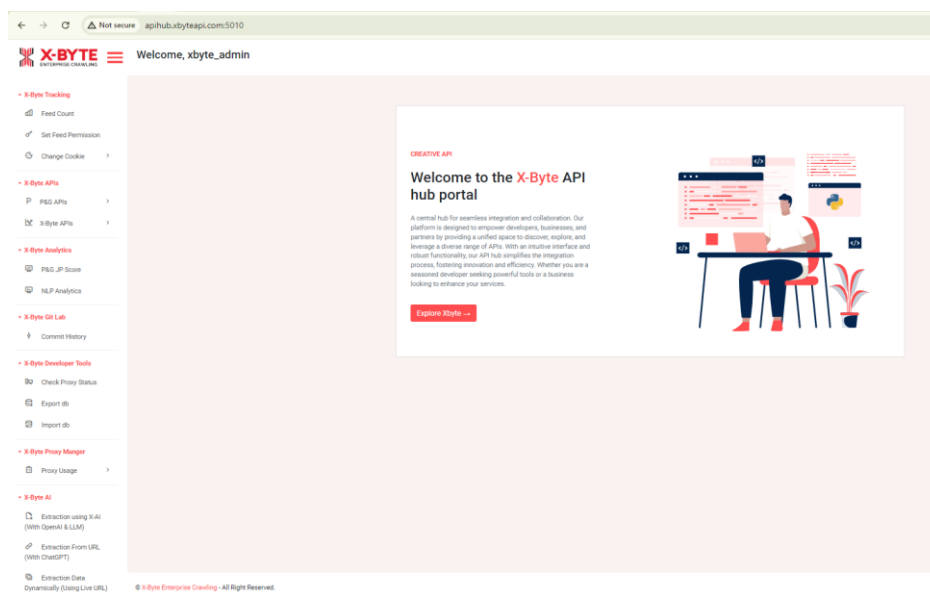 Not secure apihub.xbyteapi.com:5010
X-BYTE
ENTERPRISE CRAWLING
Welcome, xbyte_admin
X-Byte Tracking
Feed Count
Set Feed Permission
Change Cookie
X-Byte APIs
P P&G APIs
X-Byte APIs
X-Byte Analytics
P&G JP Score
NLP Analytics
X-Byte Git Lab
Commit History
X-Byte Developer Tools
Check Proxy Status
Export db
Import db
X-Byte Proxy Manger
Proxy Usage
X-Byte AI
Extraction using X-AI
(With OpenAI & LLM)
Extraction From URL
(With ChatGPT)
Extraction Data
Dynamically (Using Live URL)
CREATIVE API
Welcome to the X-Byte API
hub portal
A central hub for seamless integration and collaboration. Our
platform is designed to empower developers, businesses, and
partners by providing a unified space to discover, explore, and
leverage a diverse range of APIs. With an intuitive interface and
robust functionality, our API hub simplifies the integration
process, fostering innovation and efficiency. Whether you are a
seasoned developer seeking powerful tools or a business
looking to enhance your services.
Explore Xbyte →
</>
</>
</>
© X-Byte Enterprise Crawling - All Right Reserved.